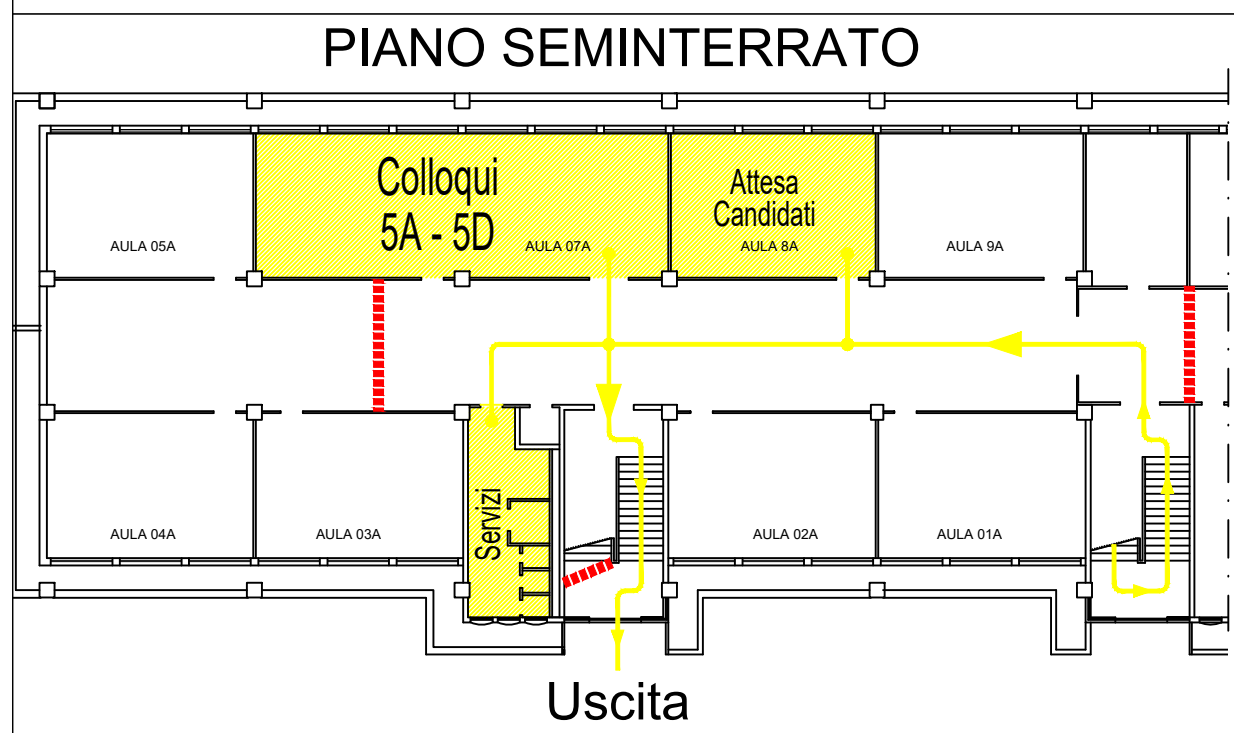 PIANO SEMINTERRATO
Colloqui
5A - 5D
Attesa
Candidati
AULA 05A
AULA 07A
AULA 8A
AULA 9A
Servizi
AULA 04A
AULA 03A
AULA 02A
AULA 01A
Uscita